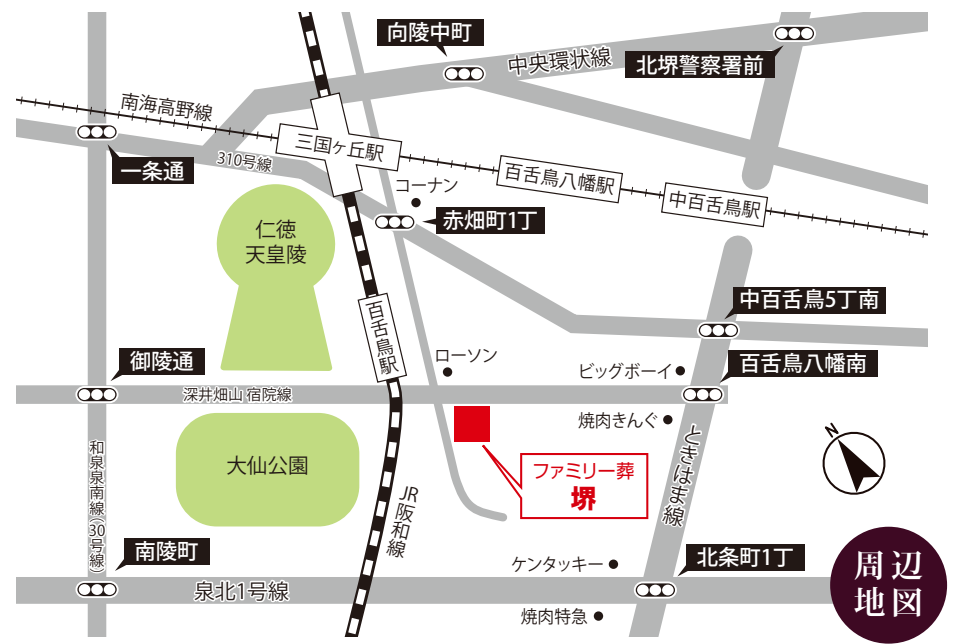 向陵中町
中央環状線
北堺警察署前
南海高野線
一条通
310号線
三国ヶ丘駅
百舌鳥八幡駅
中百舌鳥駅
コーナン
赤畑町1丁
仁徳
天皇陵
百舌鳥駅
中百舌鳥5丁南
御陵通
ローソン
ビッグボーイ
百舌鳥八幡南
深井畑山宿院線
焼肉きんぐ
ときはま線
N
和泉泉南線(30号線)
大仙公園
ファミリー葬
堺
JR阪和線
南陵町
ケンタッキー
北条町1丁
泉北1号線
焼肉特急
周辺
地図